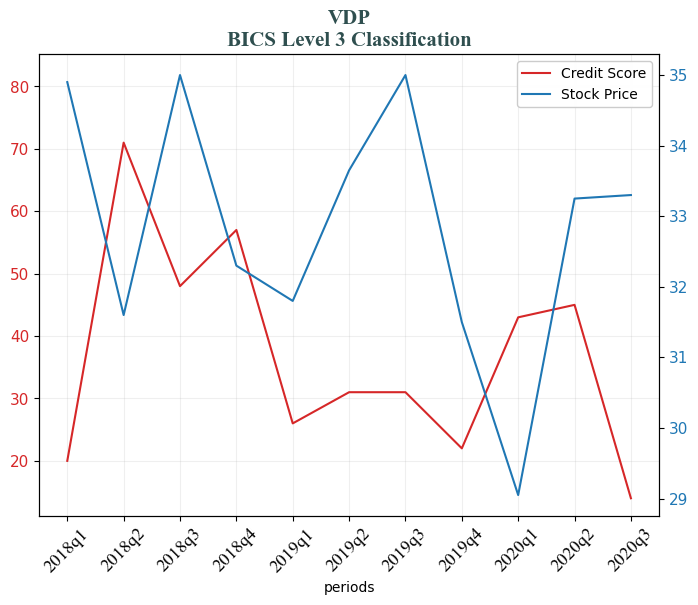 VDP
BICS Level 3 Classification
Credit Score
Stock Price
80
70
60
50
40
30
20
35
34
33
32
31
30
29
2018q1
2018q2
2018q3
2018q4
2019q1
2019q2
2019q3
2019q4
2020q1
2020q2
2020q3
periods